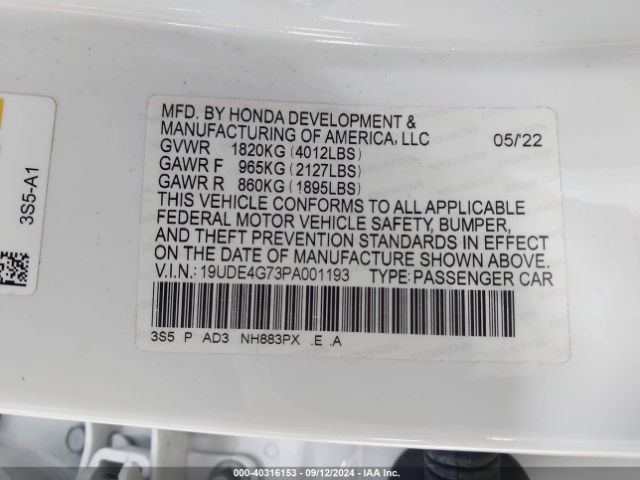 MFD. BY HONDA DEVELOPMENT &
MANUFACTURING OF AMERICA, LLC 05/'22
GVWR 1820KG (4012LBS)
GAWR F 965KG (2127LBS)
GAWR R 860KG (1895LBS)
THIS VEHICLE CONFORMS TO ALL APPLICABLE
FEDERAL MOTOR VEHICLE SAFETY, BUMPER,
AND THEFT PREVENTION STANDARDS IN EFFECT
ON THE DATE OF MANUFACTURE SHOWN ABOVE.
V.I.N.: 19UDE4G73PA001193 TYPE: PASSENGER CAR
3S5 P AD3 NH883PX .E .A
3S5-A1
000-40316153 - 09/12/2024 - IAAI.CA